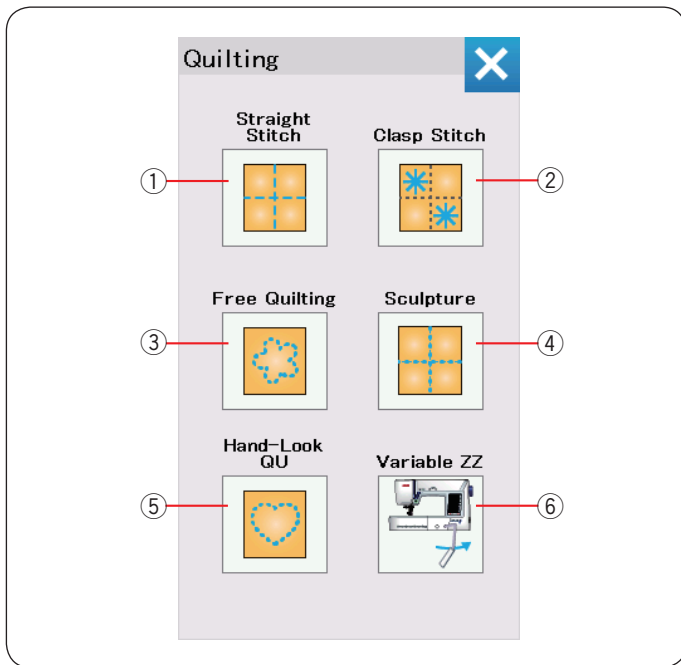 Quilting
Straight
Stitch
Clasp Stitch
①
②
Free Quilting
Sculpture
③
④
Hand-Look
QU
Variable ZZ
⑤
⑥